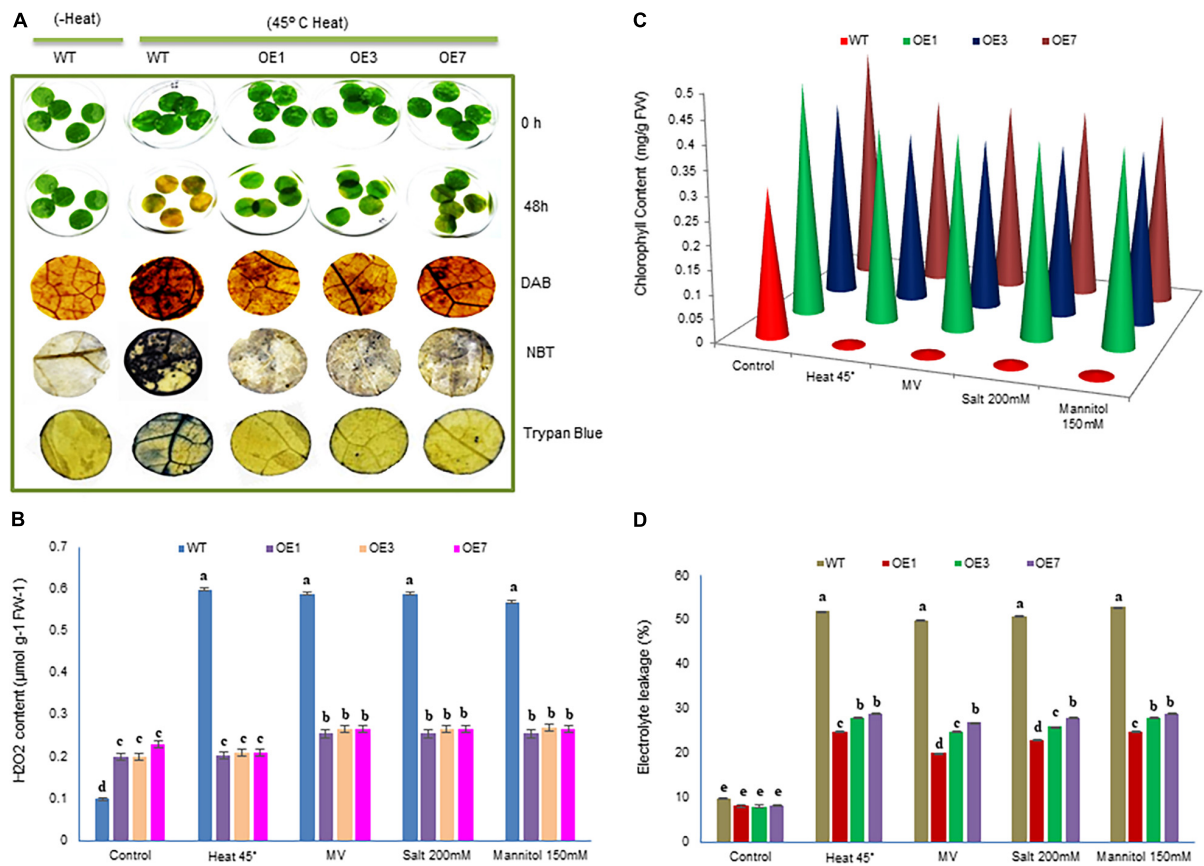 A
(-Heat)
(45° C Heat)
WT
WT
OE1
OE3
OE7
0 h
48h
DAB
NBT
Trypan Blue
C
WT
OE1
OE3
OE7
Chlorophyll Content (mg/g FW)
0.5
0.45
0.4
0.35
0.3
0.25
0.2
0.15
0.1
0.05
0
Control
Heat 45*
MV
Salt 200mM
Mannitol
150mM
B
H2O2 content (µmol g-1 FW-1)
WT
OE1
OE3
OE7
0.7
0.6
0.5
0.4
0.3
0.2
0.1
0
d c c c
a c c c
a b b b
a b b b
a b b b
Control
Heat 45*
MV
Salt 200mM
Mannitol 150mM
D
Electrolyte leakage (%)
WT
OE1
OE3
OE7
60
50
40
30
20
10
0
e e e e
a c b b
a d c b
a d c b
a c b b
Control
Heat 45*
MV
Salt 200mM
Mannitol 150mM